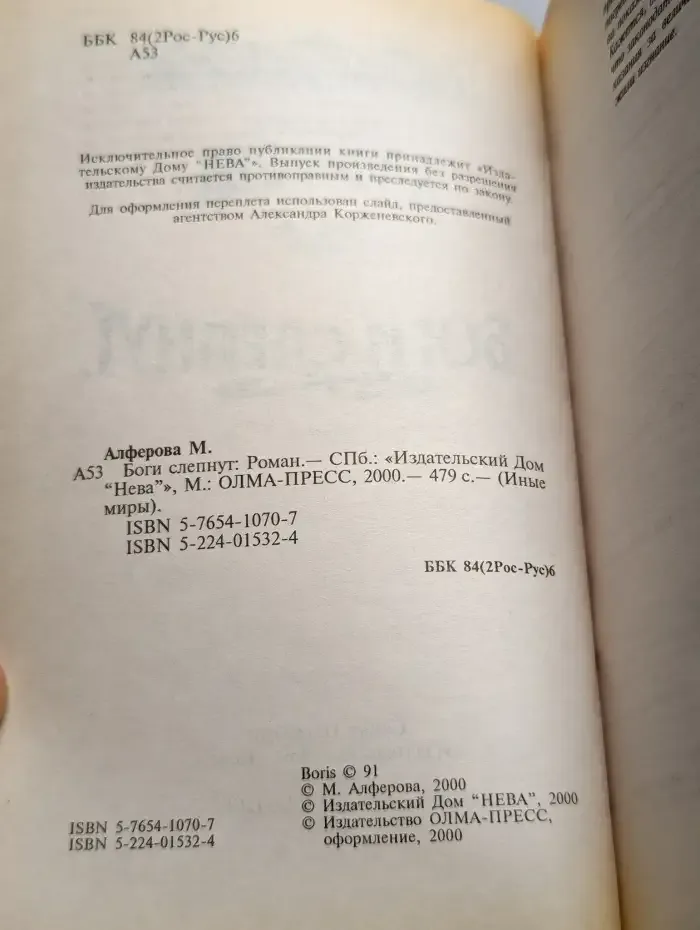 ББК 84(2Рос-Рус)6
А53
Исключительное право публикации книги принадлежит «Изда-
тельскому Дому "НЕВА"». Выпуск произведения без разрешения
издательства считается противоправным и преследуется по закону.
Для оформления переплета использован слайд, предоставленный
агентством Александра Корженевского.
Алферова М.
А53 Боги слепнут: Роман.— СПб.: «Издательский Дом
"Нева"», М.: ОЛМА-ПРЕСС, 2000.— 479 с.— (Иные
миры).
ISBN 5-7654-1070-7
ISBN 5-224-01532-4
ББК 84(2Рос-Рус)6
Boris © 91
© М. Алферова, 2000
© Издательский Дом "НЕВА", 2000
© Издательство ОЛМА-ПРЕСС,
оформление, 2000
ISBN 5-7654-1070-7
ISBN 5-224-01532-4